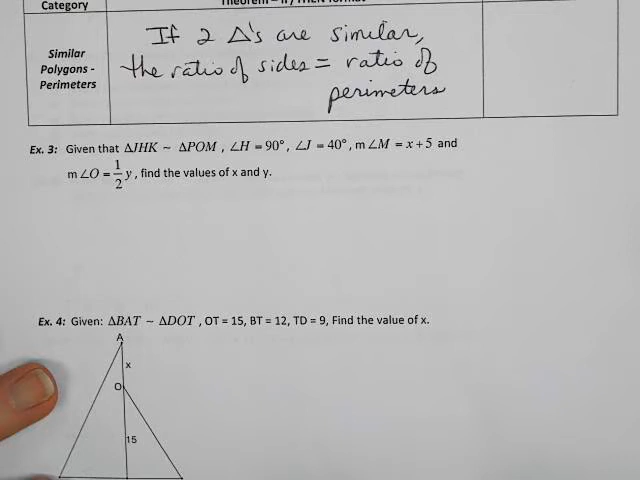 Category
Theorem – If/THEN format
Similar
Polygons -
Perimeters
If 2 Δ's are similar,
the ratio of sides = ratio of
perimeters
Ex. 3: Given that ΔJHK ~ ΔPOM , ∠H = 90°, ∠J = 40°, m∠M = x+5 and
m∠O = 1/2 y, find the values of x and y.
Ex. 4: Given: ΔBAT ~ ΔDOT , OT = 15, BT = 12, TD = 9, Find the value of x.
A
x
O
15